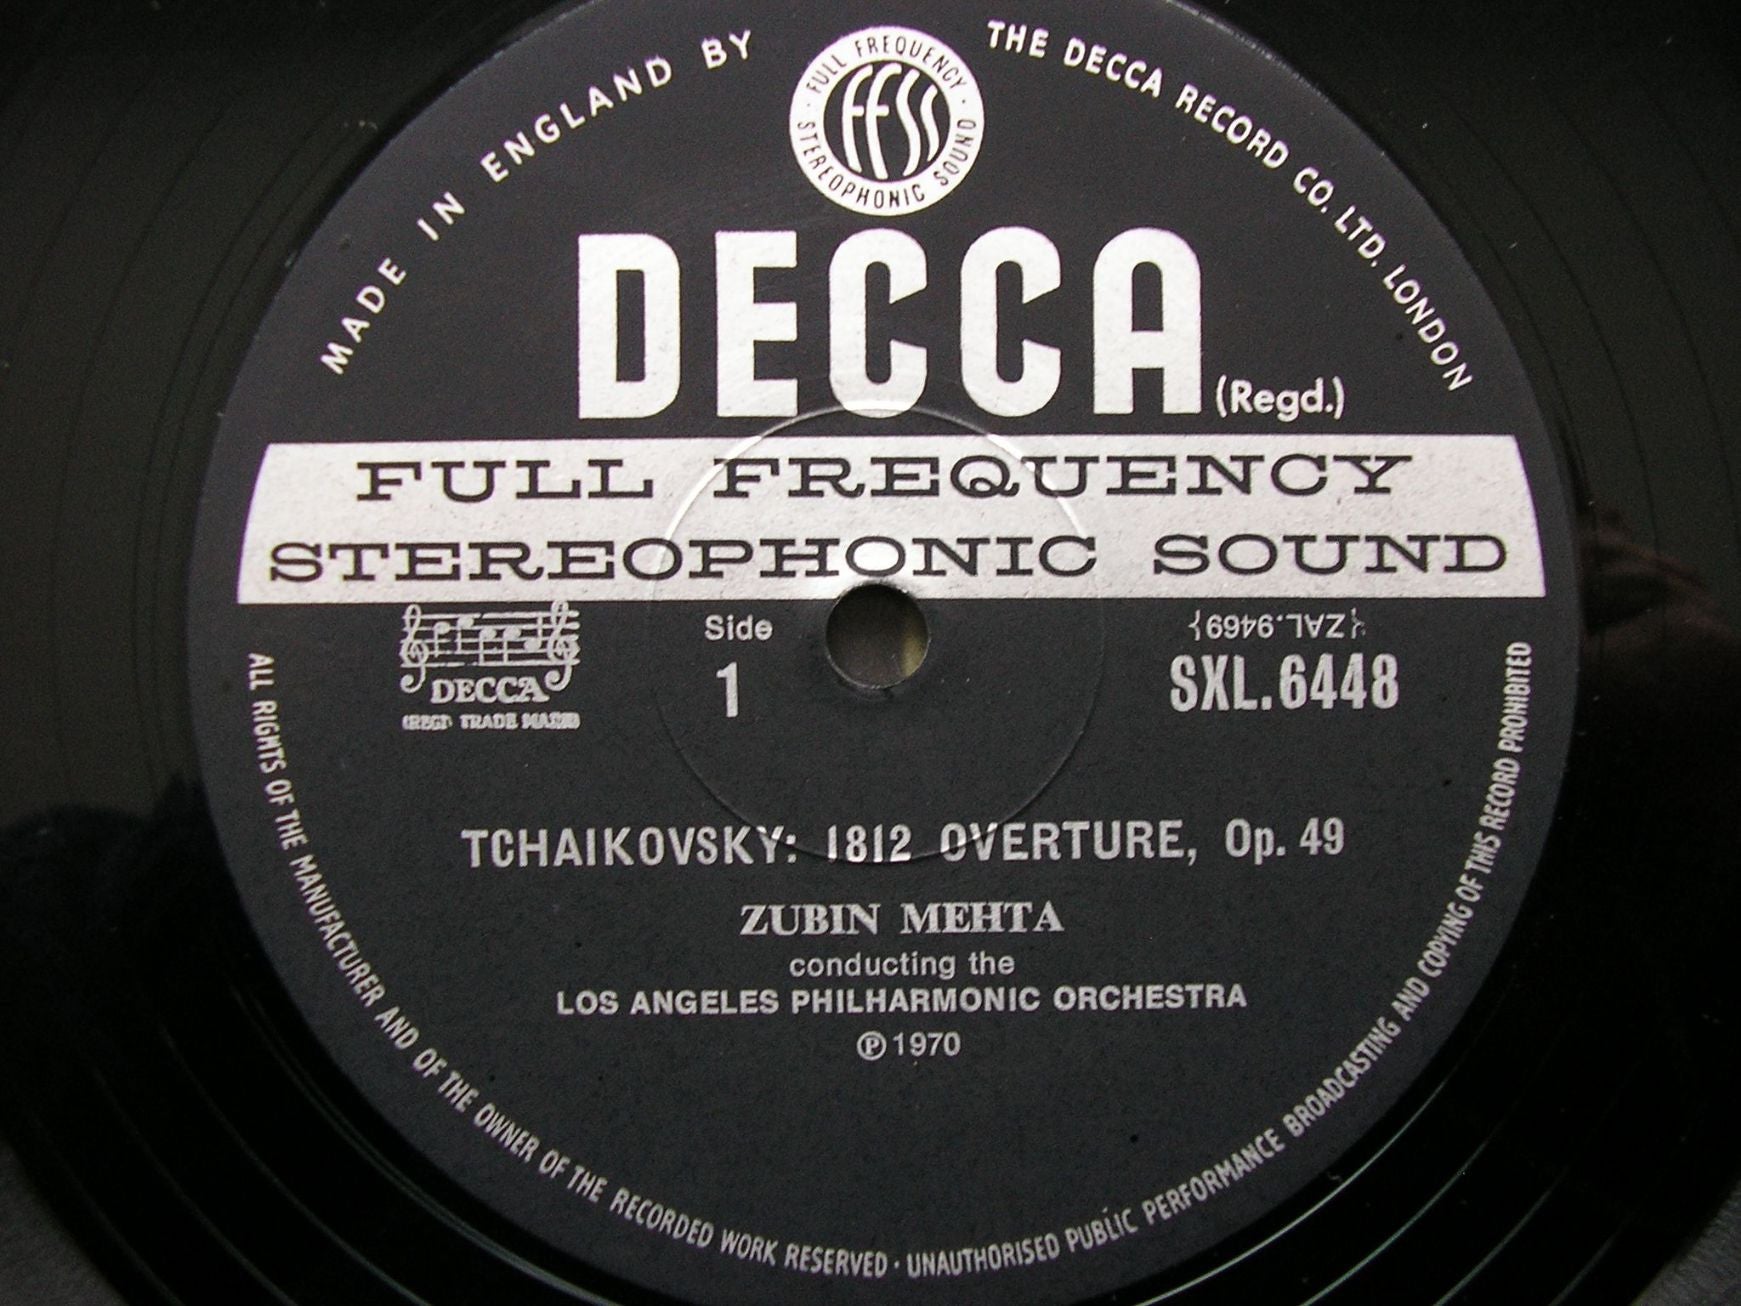 MADE IN ENGLAND BY THE DECCA RECORD CO. LTD. LONDON
FULL FREQUENCY · STEREOPHONIC SOUND ·
FFSS
DECCA (Regd.)
FULL FREQUENCY
STEREOPHONIC SOUND
DECCA
(REGD TRADE MARK)
Side
1
{ZAL.9469}
SXL.6448
TCHAIKOVSKY: 1812 OVERTURE, Op. 49
ZUBIN MEHTA
conducting the
LOS ANGELES PHILHARMONIC ORCHESTRA
℗ 1970
ALL RIGHTS OF THE MANUFACTURER AND OF THE OWNER OF THE RECORDED WORK RESERVED · UNAUTHORISED PUBLIC PERFORMANCE BROADCASTING AND COPYING OF THIS RECORD PROHIBITED